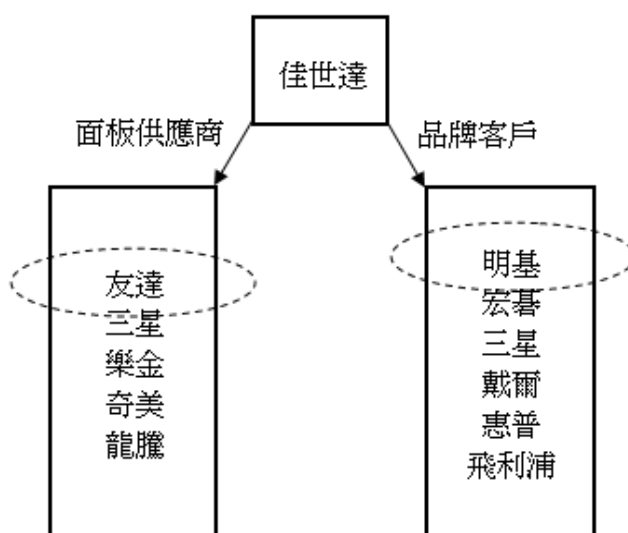 佳世達
面板供應商
品牌客戶
友達
三星
樂金
奇美
龍騰
明基
宏碁
三星
戴爾
惠普
飛利浦